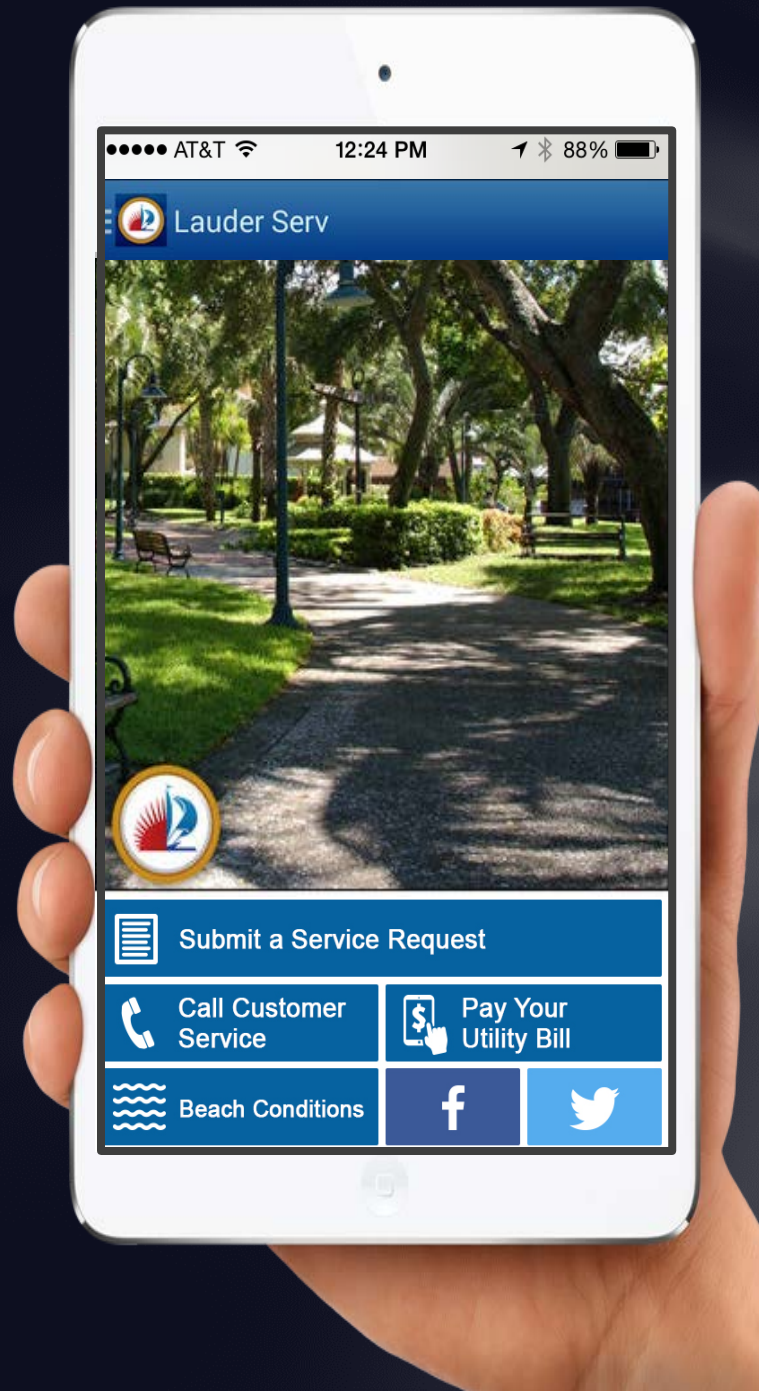 AT&T 12:24 PM 88%
Lauder Serv
Submit a Service Request
Call Customer
Service
Pay Your
Utility Bill
Beach Conditions